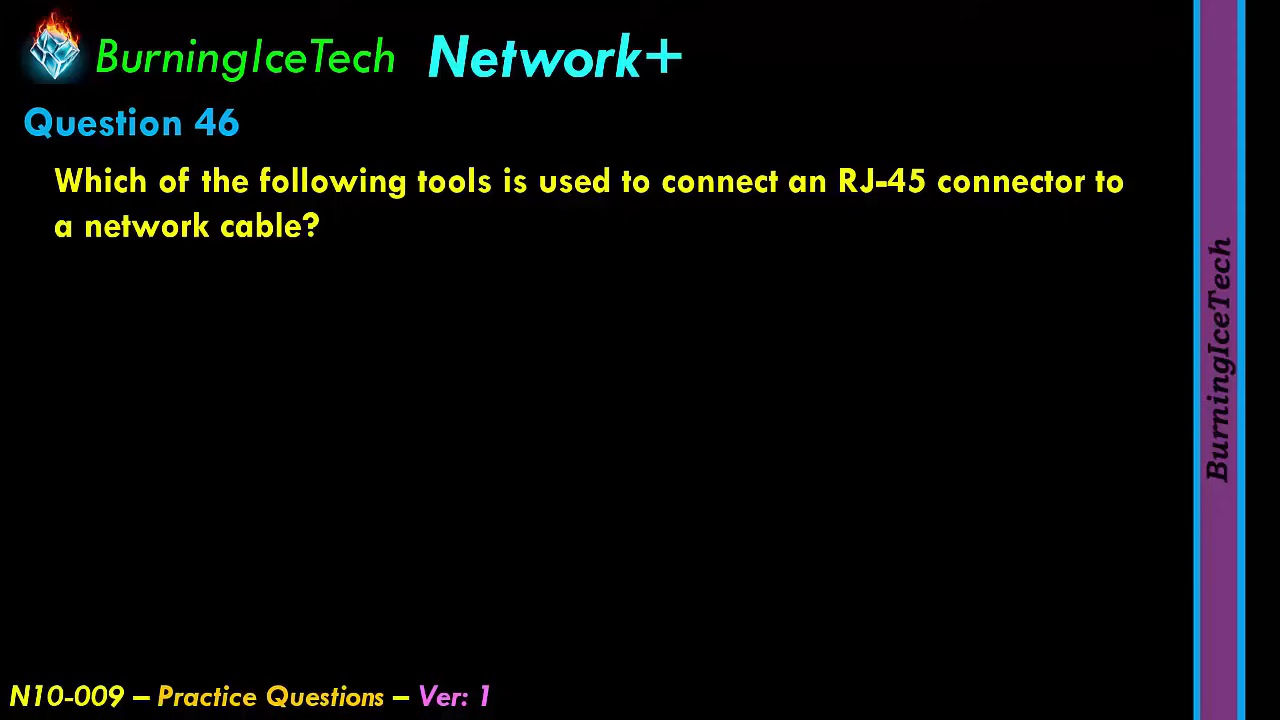 BurningIceTech Network+
Question 46
Which of the following tools is used to connect an RJ-45 connector to
a network cable?
BurningIceTech
N10-009 – Practice Questions – Ver: 1